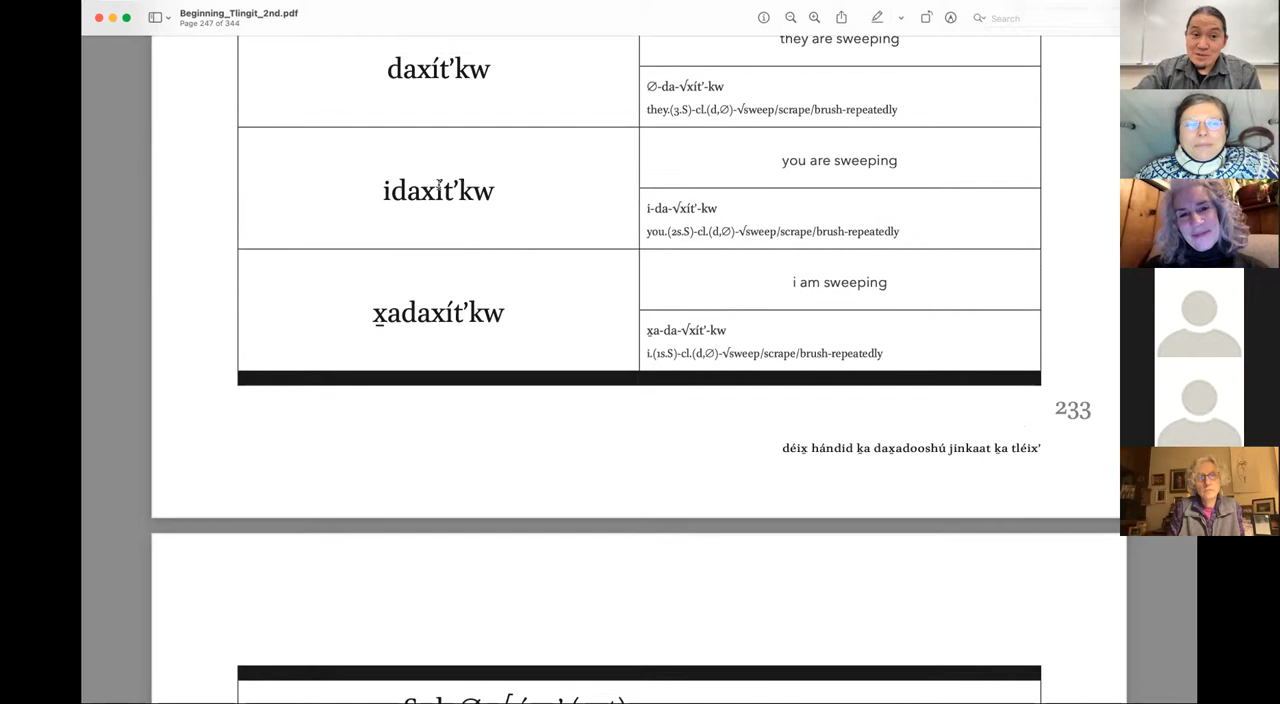 Beginning_Tlingit_2nd.pdf
Page 247 of 344
Search
they are sweeping
daxít’kw
∅-da-√xít’-kw
they.(3.S)-cl.(d,∅)-√sweep/scrape/brush-repeatedly
you are sweeping
idaxít’kw
i-da-√xít’-kw
you.(2s.S)-cl.(d,∅)-√sweep/scrape/brush-repeatedly
i am sweeping
x̱adaxít’kw
x̱a-da-√xít’-kw
i.(1s.S)-cl.(d,∅)-√sweep/scrape/brush-repeatedly
233
déix̱ hándid ḵa dax̱adooshú jinkaat ḵa tléix’